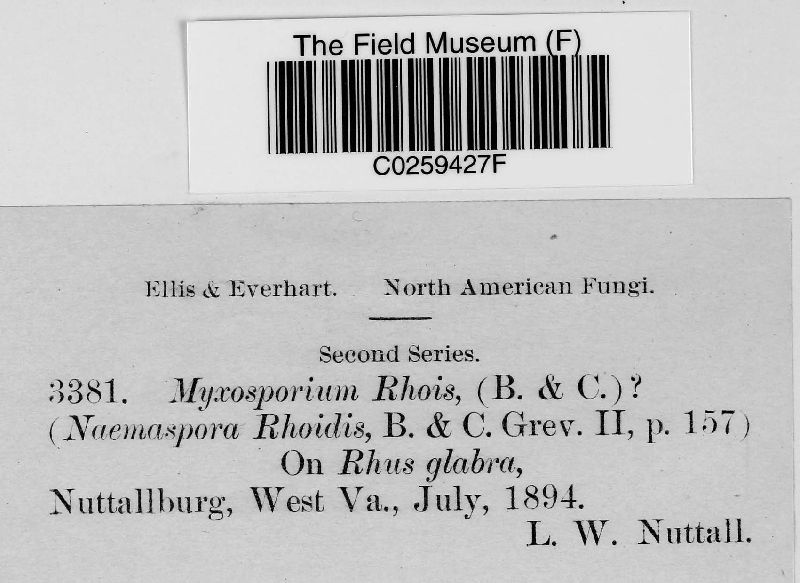 The Field Museum (F)
C0259427F
Ellis & Everhart. North American Fungi.
Second Series.
3381. Myxosporium Rhois, (B. & C.)?
(Naemaspora Rhoidis, B. & C. Grev. II, p. 157)
On Rhus glabra,
Nuttallburg, West Va., July, 1894.
L. W. Nuttall.